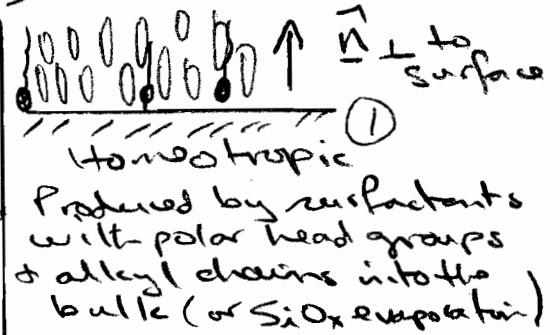 n⃗ ⊥ to
surface
①
Homeotropic
Produced by surfactants
with polar head groups
+ alkyl chains into the
bulk (or SiOx evaporation)